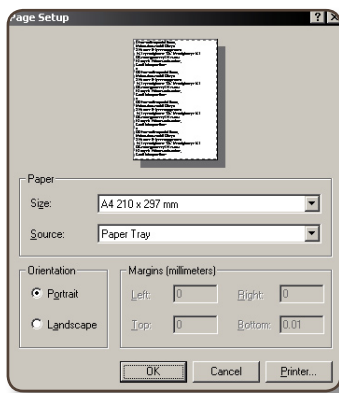 Page Setup
Paper
Size: A4 210 x 297 mm
Source: Paper Tray
Orientation
Portrait
Landscape
Margins (millimeters)
Left: 0 Right: 0
Top: 0 Bottom: 0.01
OK Cancel Printer...